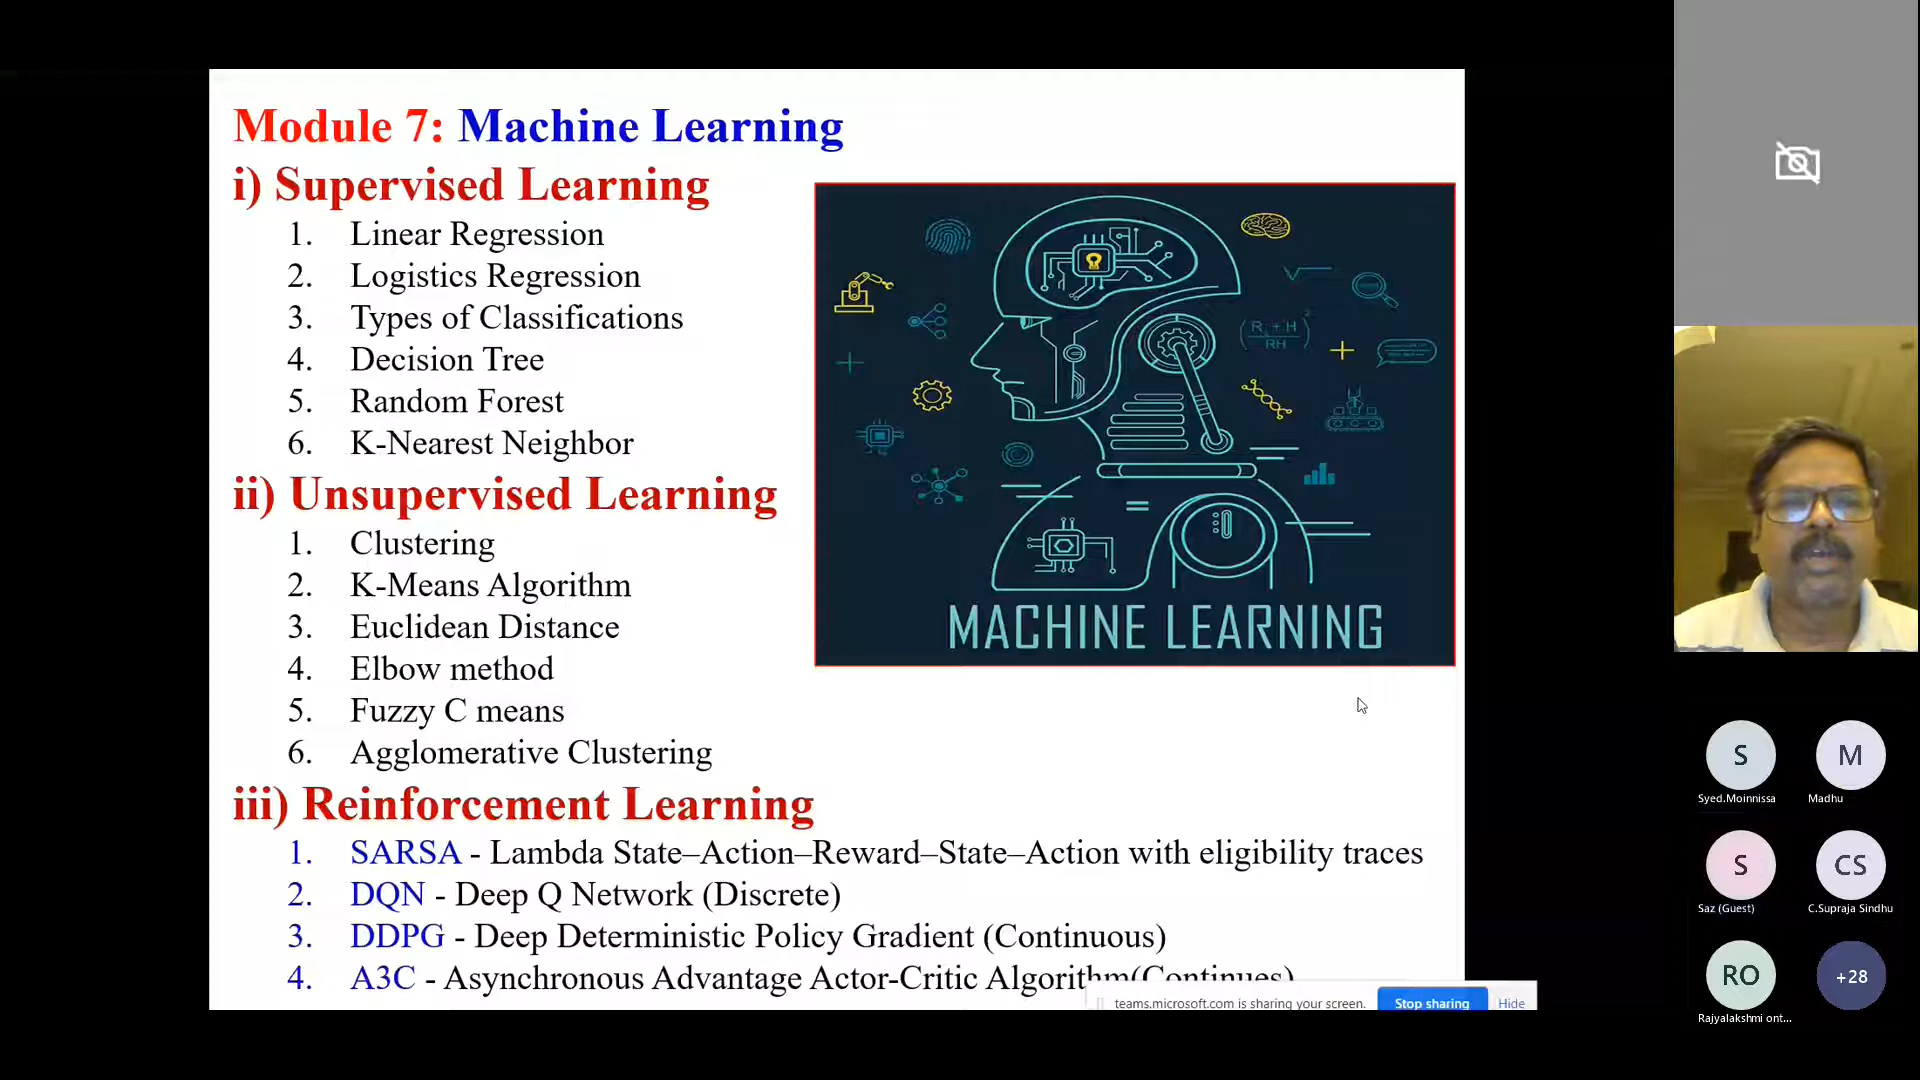 Module 7: Machine Learning
i) Supervised Learning
1. Linear Regression
2. Logistics Regression
3. Types of Classifications
4. Decision Tree
5. Random Forest
6. K-Nearest Neighbor
ii) Unsupervised Learning
1. Clustering
2. K-Means Algorithm
3. Euclidean Distance
4. Elbow method
5. Fuzzy C means
6. Agglomerative Clustering
iii) Reinforcement Learning
1. SARSA - Lambda State–Action–Reward–State–Action with eligibility traces
2. DQN - Deep Q Network (Discrete)
3. DDPG - Deep Deterministic Policy Gradient (Continuous)
4. A3C - Asynchronous Advantage Actor-Critic Algorithm(Continues)
MACHINE LEARNING
teams.microsoft.com is sharing your screen.
Stop sharing
Hide
S
Syed.Moinnissa
M
Madhu
S
Saz (Guest)
CS
C.Supraja Sindhu
RO
Rajyalakshmi ont...
+28